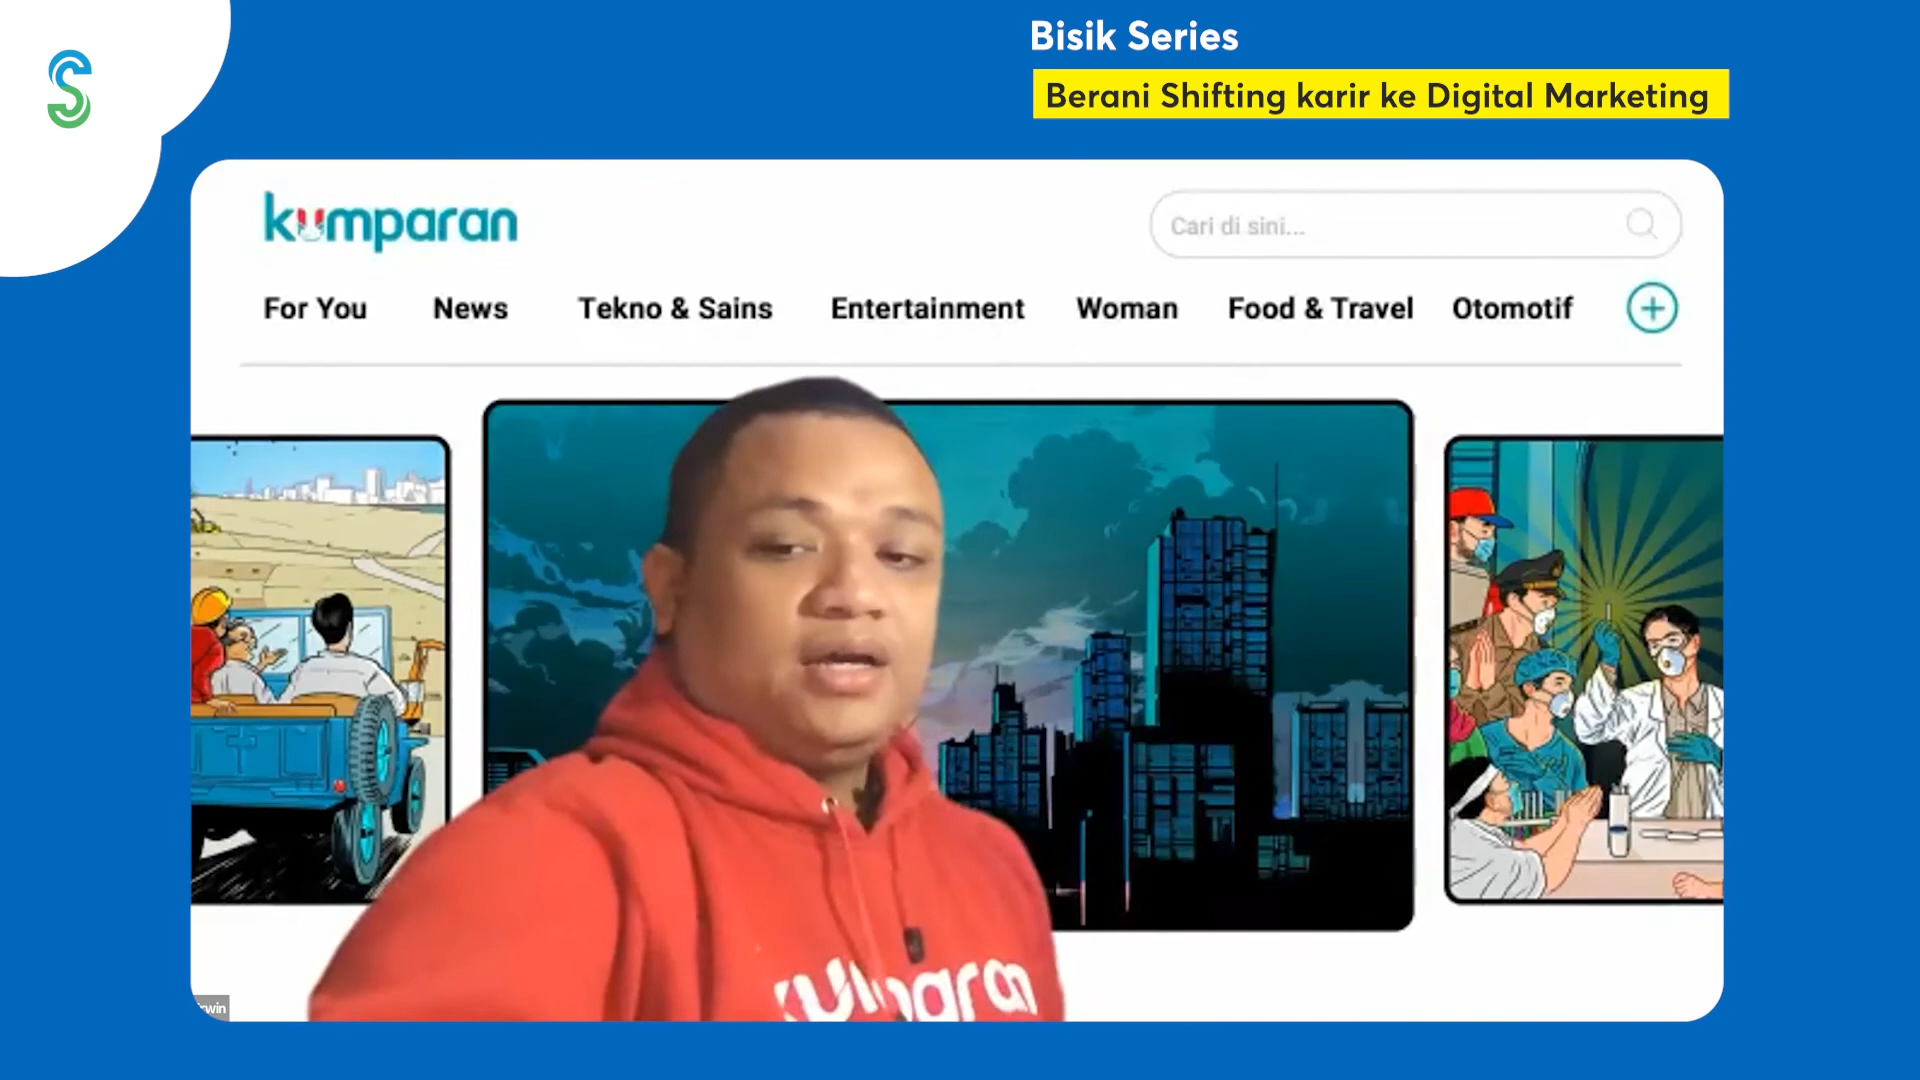 Bisik Series
Berani Shifting karir ke Digital Marketing
kumparan
Cari di sini...
For You News Tekno & Sains Entertainment Woman Food & Travel Otomotif
kumparan